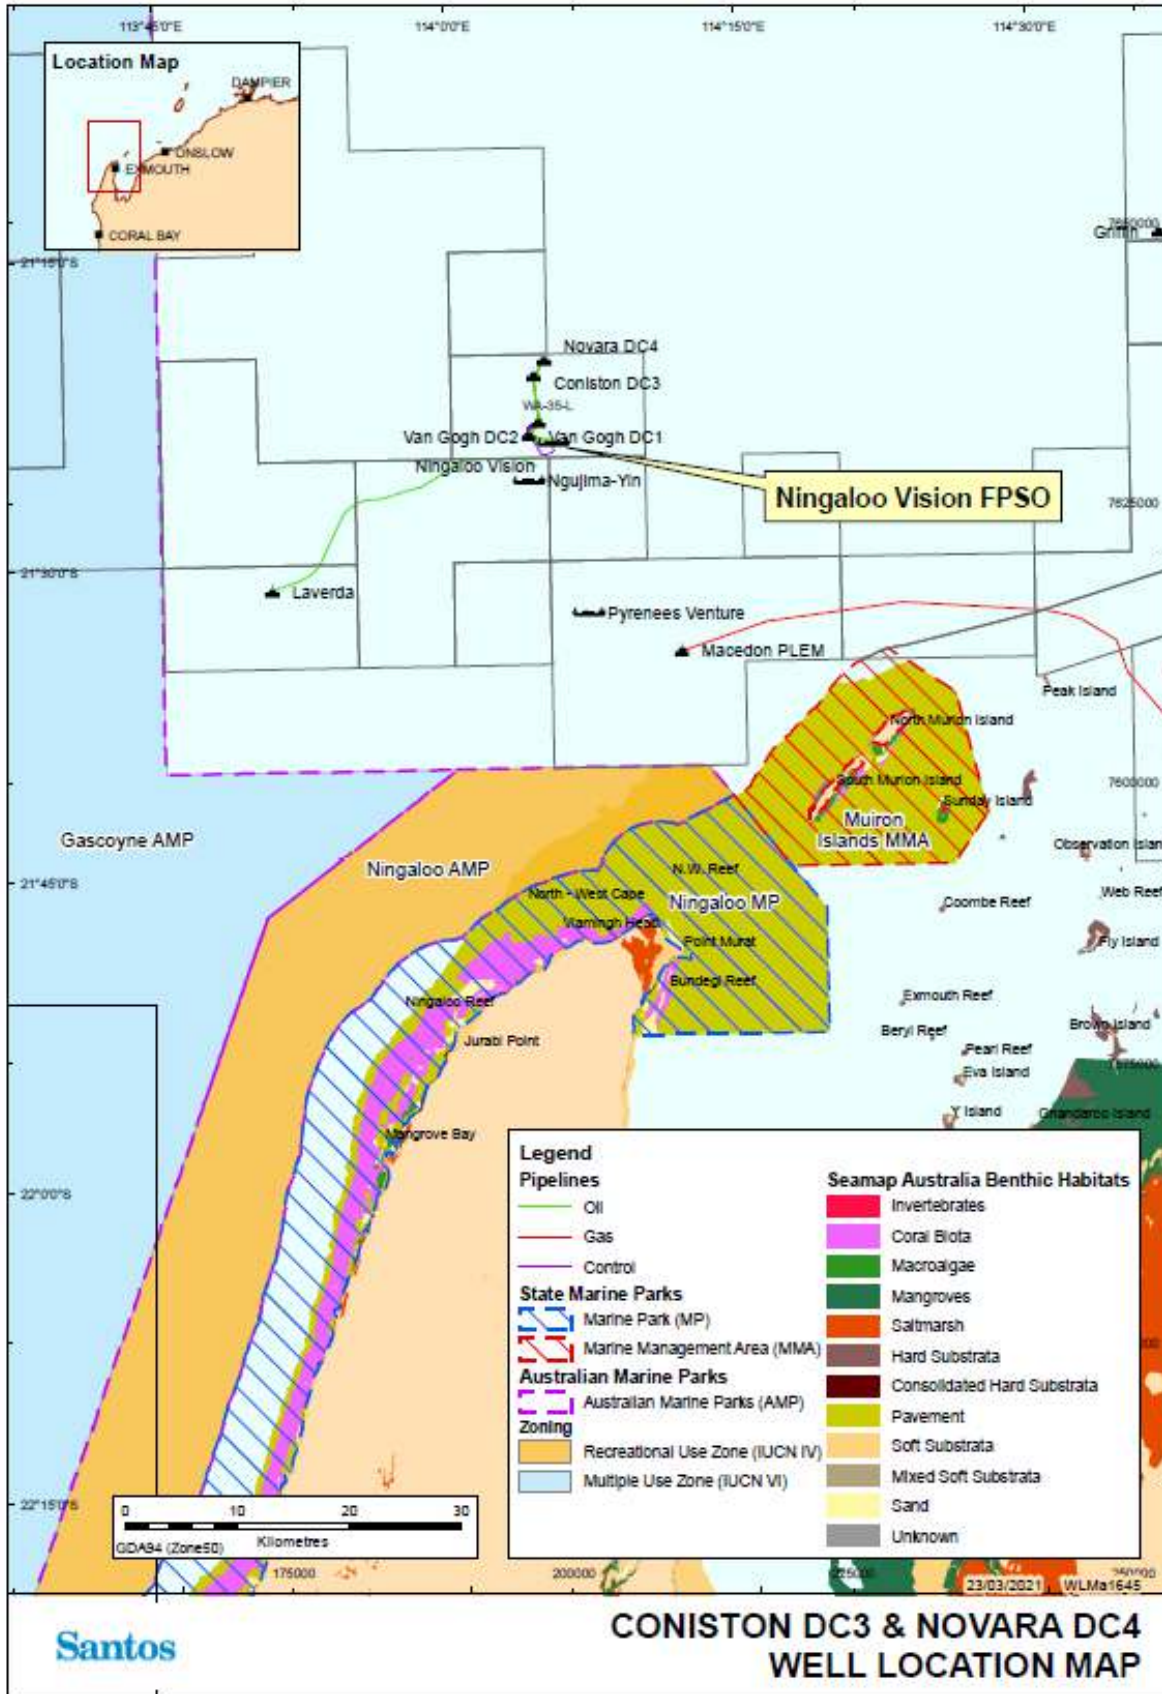 113°45'0"E
114°0'0"E
114°15'0"E
114°30'0"E
Location Map
DAMPIER
ONSLOW
EXMOUTH
CORAL BAY
7650000
Griffin
21°15'0"S
Novara DC4
Coniston DC3
WA-35-L
Van Gogh DC2
Van Gogh DC1
Ningaloo Vision
Ngujima-Yin
Ningaloo Vision FPSO
7625000
21°30'0"S
Laverda
Pyrenees Venture
Macedon PLEM
Peak Island
North Murion Island
South Murion Island
Sunday Island
7600000
Muiron
Islands MMA
Gascoyne AMP
Ningaloo AMP
Observation Islan
21°45'0"S
N.W. Reef
North - West Cape
Ningaloo MP
Web Reef
Coombe Reef
Vlamingh Head
Point Murat
Fly Island
Bundegi Reef
Ningaloo Reef
Exmouth Reef
Brown Island
Beryl Reef
Jurabi Point
Pearl Reef
7575000
Eva Island
Y Island
Gnandaroo Island
Mangrove Bay
22°0'0"S
Legend
Pipelines
Oil
Gas
Control
State Marine Parks
Marine Park (MP)
Marine Management Area (MMA)
Australian Marine Parks
Australian Marine Parks (AMP)
Zoning
Recreational Use Zone (IUCN IV)
Multiple Use Zone (IUCN VI)
Seamap Australia Benthic Habitats
Invertebrates
Coral Biota
Macroalgae
Mangroves
Saltmarsh
Hard Substrata
Consolidated Hard Substrata
Pavement
Soft Substrata
Mixed Soft Substrata
Sand
Unknown
22°15'0"S
0 10 20 30
Kilometres
GDA94 (Zone50)
175000
200000
225000
250000
23/03/2021 WLMa1645
Santos
CONISTON DC3 & NOVARA DC4
WELL LOCATION MAP